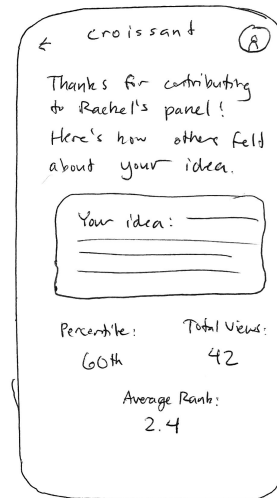 croissant
Thanks for contributing
to Rachel's panel!
Here's how others feld
about your idea.
Your idea:
Percentile:
60th
Total Views:
42
Average Rank:
2.4